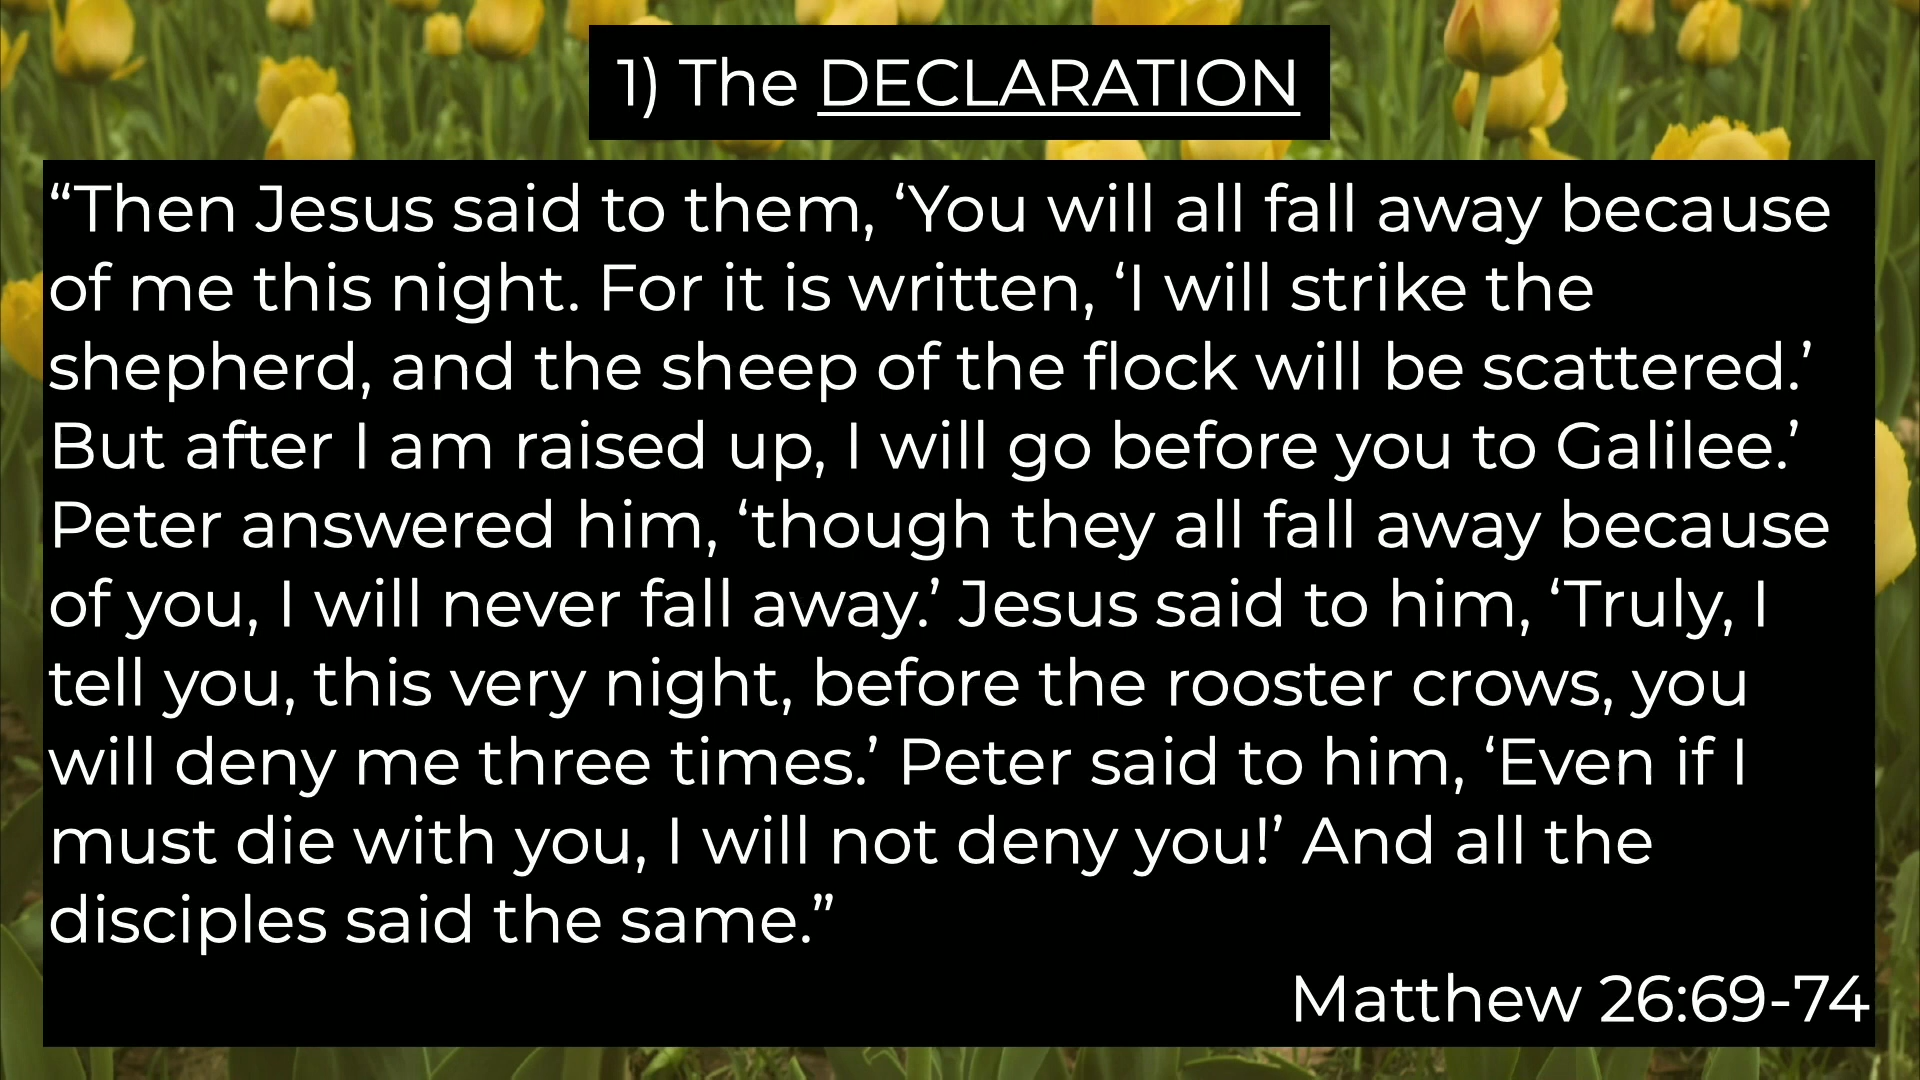 1) The DECLARATION
“Then Jesus said to them, ‘You will all fall away because
of me this night. For it is written, ‘I will strike the
shepherd, and the sheep of the flock will be scattered.’
But after I am raised up, I will go before you to Galilee.’
Peter answered him, ‘though they all fall away because
of you, I will never fall away.’ Jesus said to him, ‘Truly, I
tell you, this very night, before the rooster crows, you
will deny me three times.’ Peter said to him, ‘Even if I
must die with you, I will not deny you!’ And all the
disciples said the same.”
Matthew 26:69-74